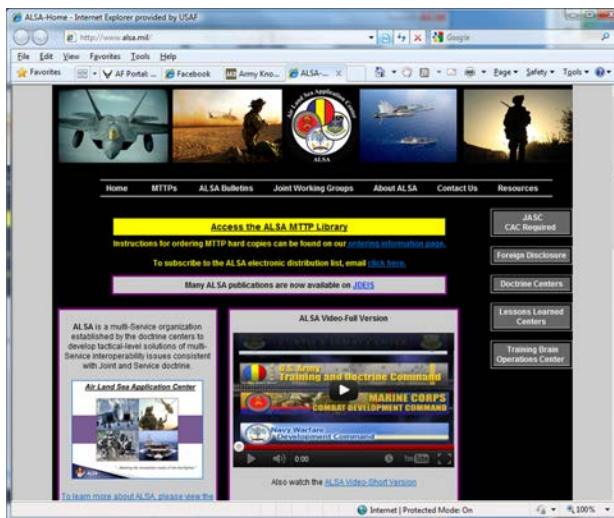 ALSA-Home - Internet Explorer provided by USAF
http://www.alsa.mil/
Google
File Edit View Favorites Tools Help
Favorites
AF Portal: ...
Facebook
Army Kno...
ALSA-...
Page
Safety
Tools
Air Land Sea Application Center
ALSA
Home MTTPs ALSA Bulletins Joint Working Groups About ALSA Contact Us Resources
Access the ALSA MTTP Library
Instructions for ordering MTTP hard copies can be found on our ordering information page.
To subscribe to the ALSA electronic distribution list, email click here.
Many ALSA publications are now available on JDEIS
JASC
CAC Required
Foreign Disclosure
Doctrine Centers
Lessons Learned
Centers
Training Brain
Operations Center
ALSA is a multi-Service organization
established by the doctrine centers to
develop tactical-level solutions of multi-
Service interoperability issues consistent
with Joint and Service doctrine.
Air Land Sea Application Center
ALSA
To learn more about ALSA, please view the
ALSA Video-Full Version
U.S. Army
Training and Doctrine Command
MARINE CORPS
COMBAT DEVELOPMENT COMMAND
Navy Warfare
Development Command
0:00
YouTube
Also watch the ALSA Video-Short Version
Internet | Protected Mode: On
100%